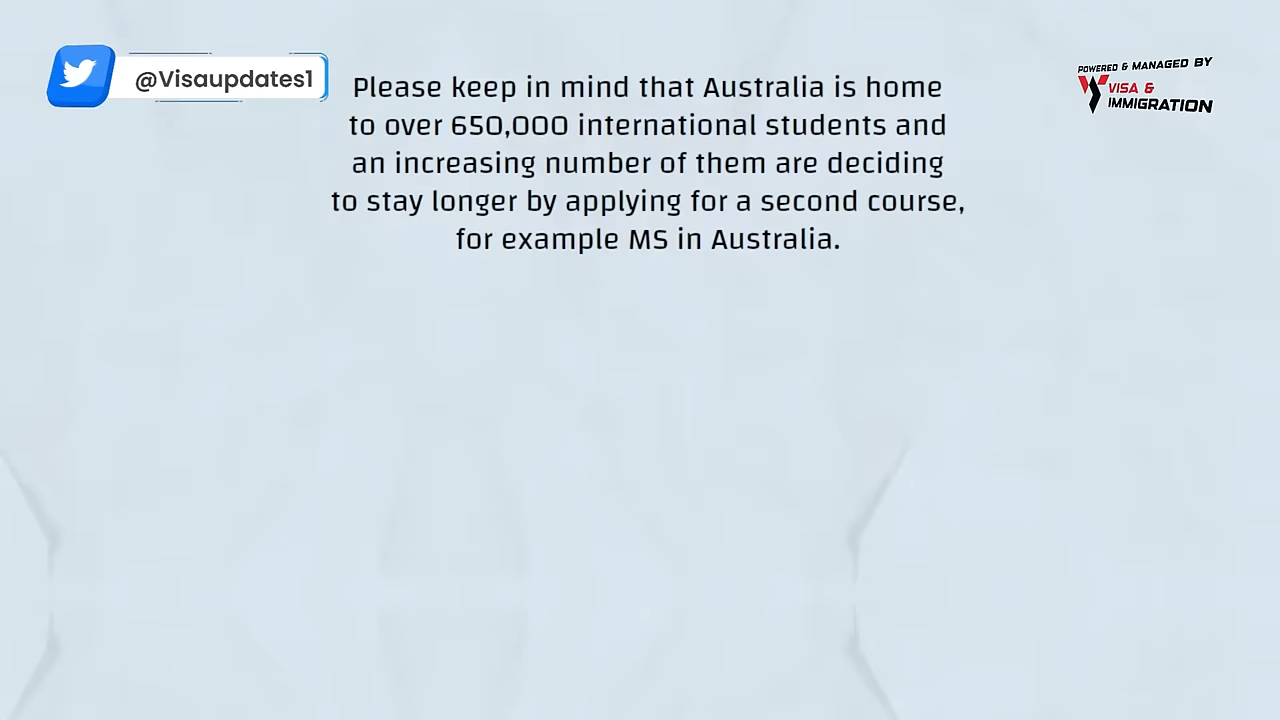 @Visaupdates1
POWERED & MANAGED BY
VISA &
IMMIGRATION
Please keep in mind that Australia is home
to over 650,000 international students and
an increasing number of them are deciding
to stay longer by applying for a second course,
for example MS in Australia.